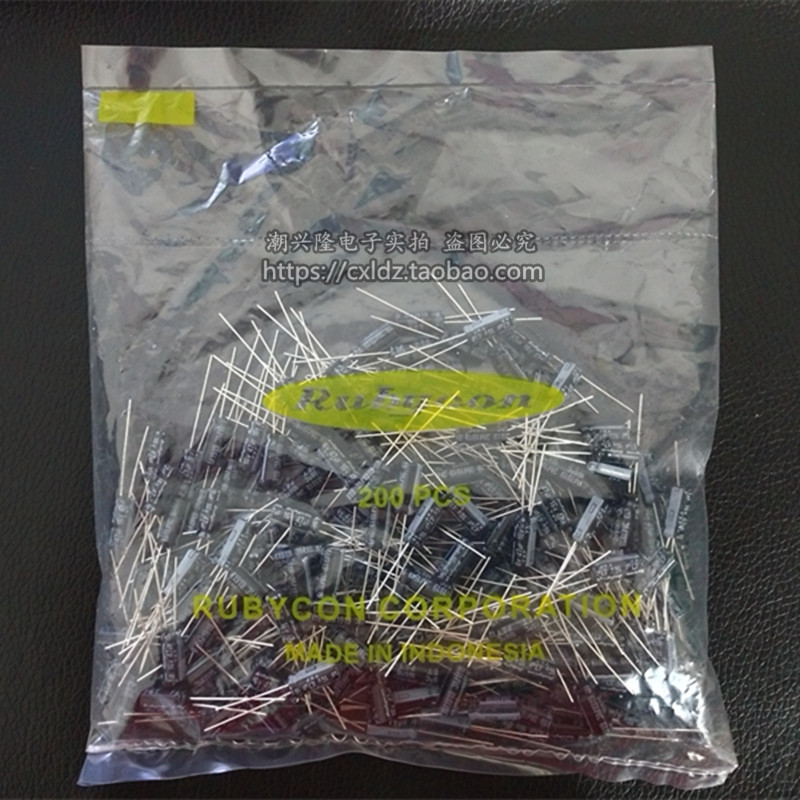 潮兴隆电子实拍 盗图必究
https://cxldz.taobao.com
Rubycon
200 PCS
RUBYCON CORPORATION
MADE IN INDONESIA